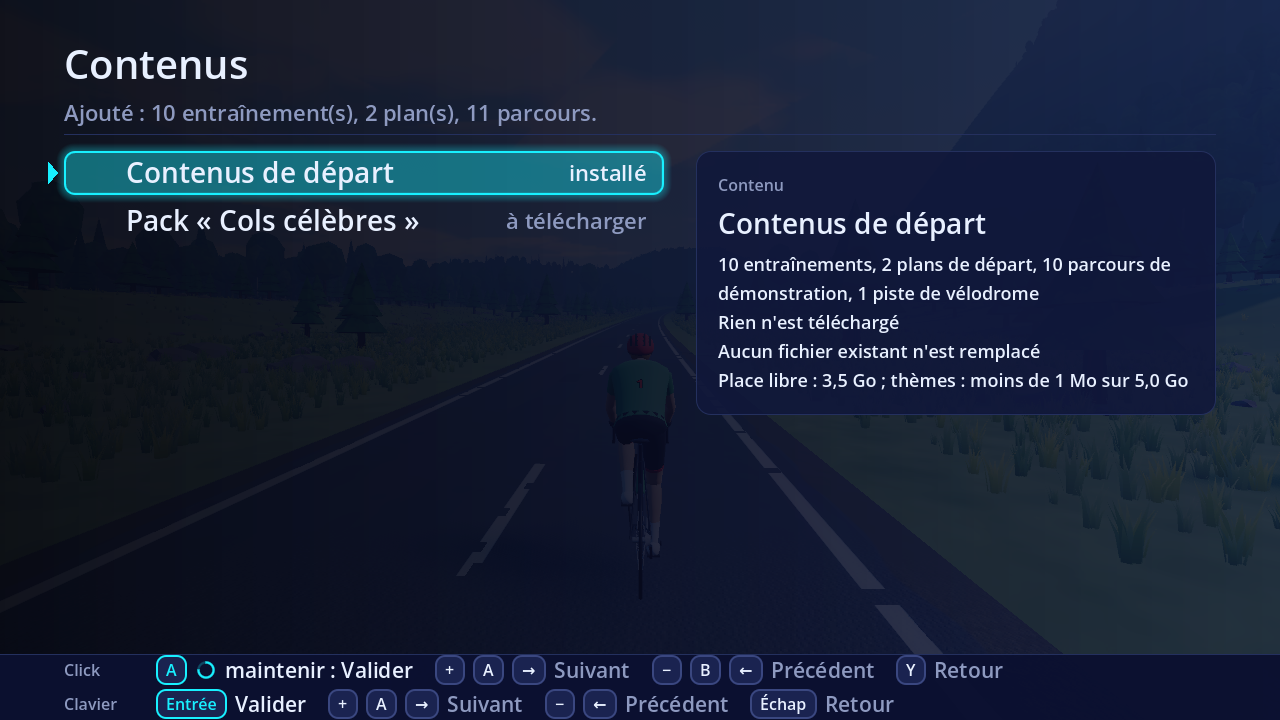 Contenus
Ajouté : 10 entraînement(s), 2 plan(s), 11 parcours.
Contenus de départ installé
Pack « Cols célèbres » à télécharger
Contenu
Contenus de départ
10 entraînements, 2 plans de départ, 10 parcours de
démonstration, 1 piste de vélodrome
Rien n'est téléchargé
Aucun fichier existant n'est remplacé
Place libre : 3,5 Go ; thèmes : moins de 1 Mo sur 5,0 Go
Click A maintenir : Valider + A → Suivant − B ← Précédent Y Retour
Clavier Entrée Valider + A → Suivant − ← Précédent Échap Retour